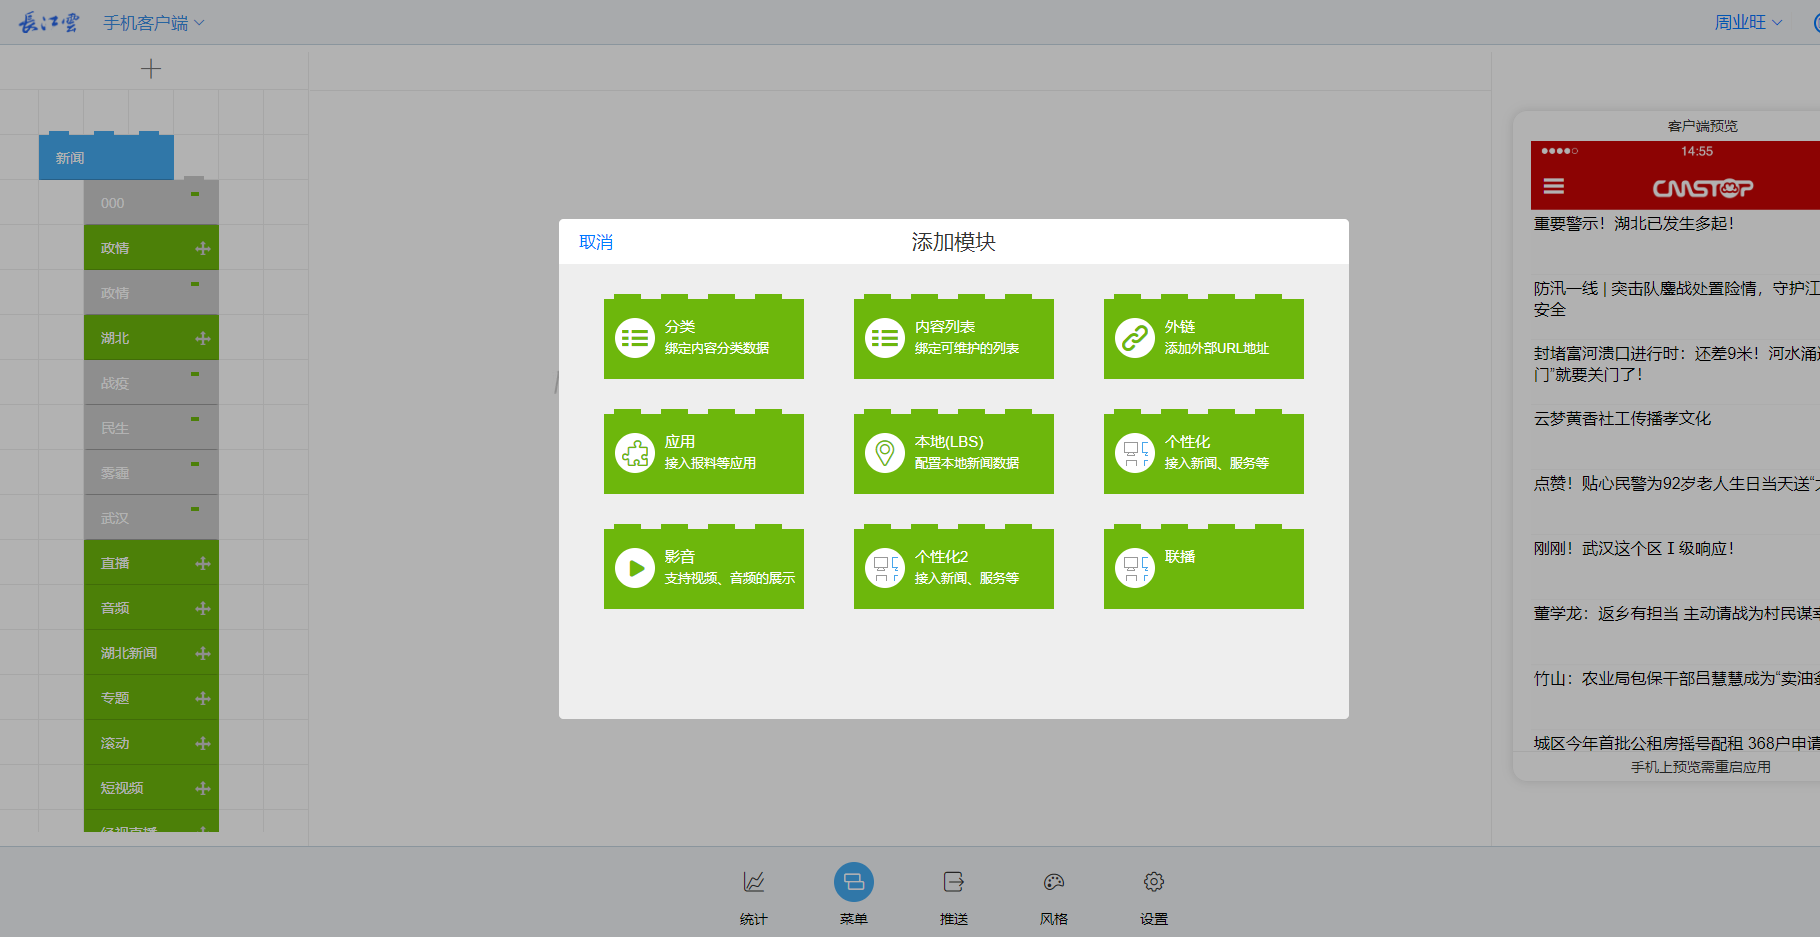 長江雲
手机客户端
周业旺
新闻
000
政情
政情
湖北
战疫
民生
雾霾
武汉
直播
音频
湖北新闻
专题
滚动
短视频
经视直播
取消
添加模块
分类
绑定内容分类数据
内容列表
绑定可维护的列表
外链
添加外部URL地址
应用
接入报料等应用
本地(LBS)
配置本地新闻数据
个性化
接入新闻、服务等
影音
支持视频、音频的展示
个性化2
接入新闻、服务等
联播
客户端预览
14:55
CMSTOP
重要警示！湖北已发生多起！
防汛一线 | 突击队鏖战处置险情，守护江
安全
封堵富河溃口进行时：还差9米！河水涌
门”就要关门了！
云梦黄香社工传播孝文化
点赞！贴心民警为92岁老人生日当天送“
刚刚！武汉这个区 I 级响应！
董学龙：返乡有担当 主动请战为村民谋
竹山：农业局包保干部吕慧慧成为“卖油
城区今年首批公租房摇号配租 368户申请
手机上预览需重启应用
统计
菜单
推送
风格
设置